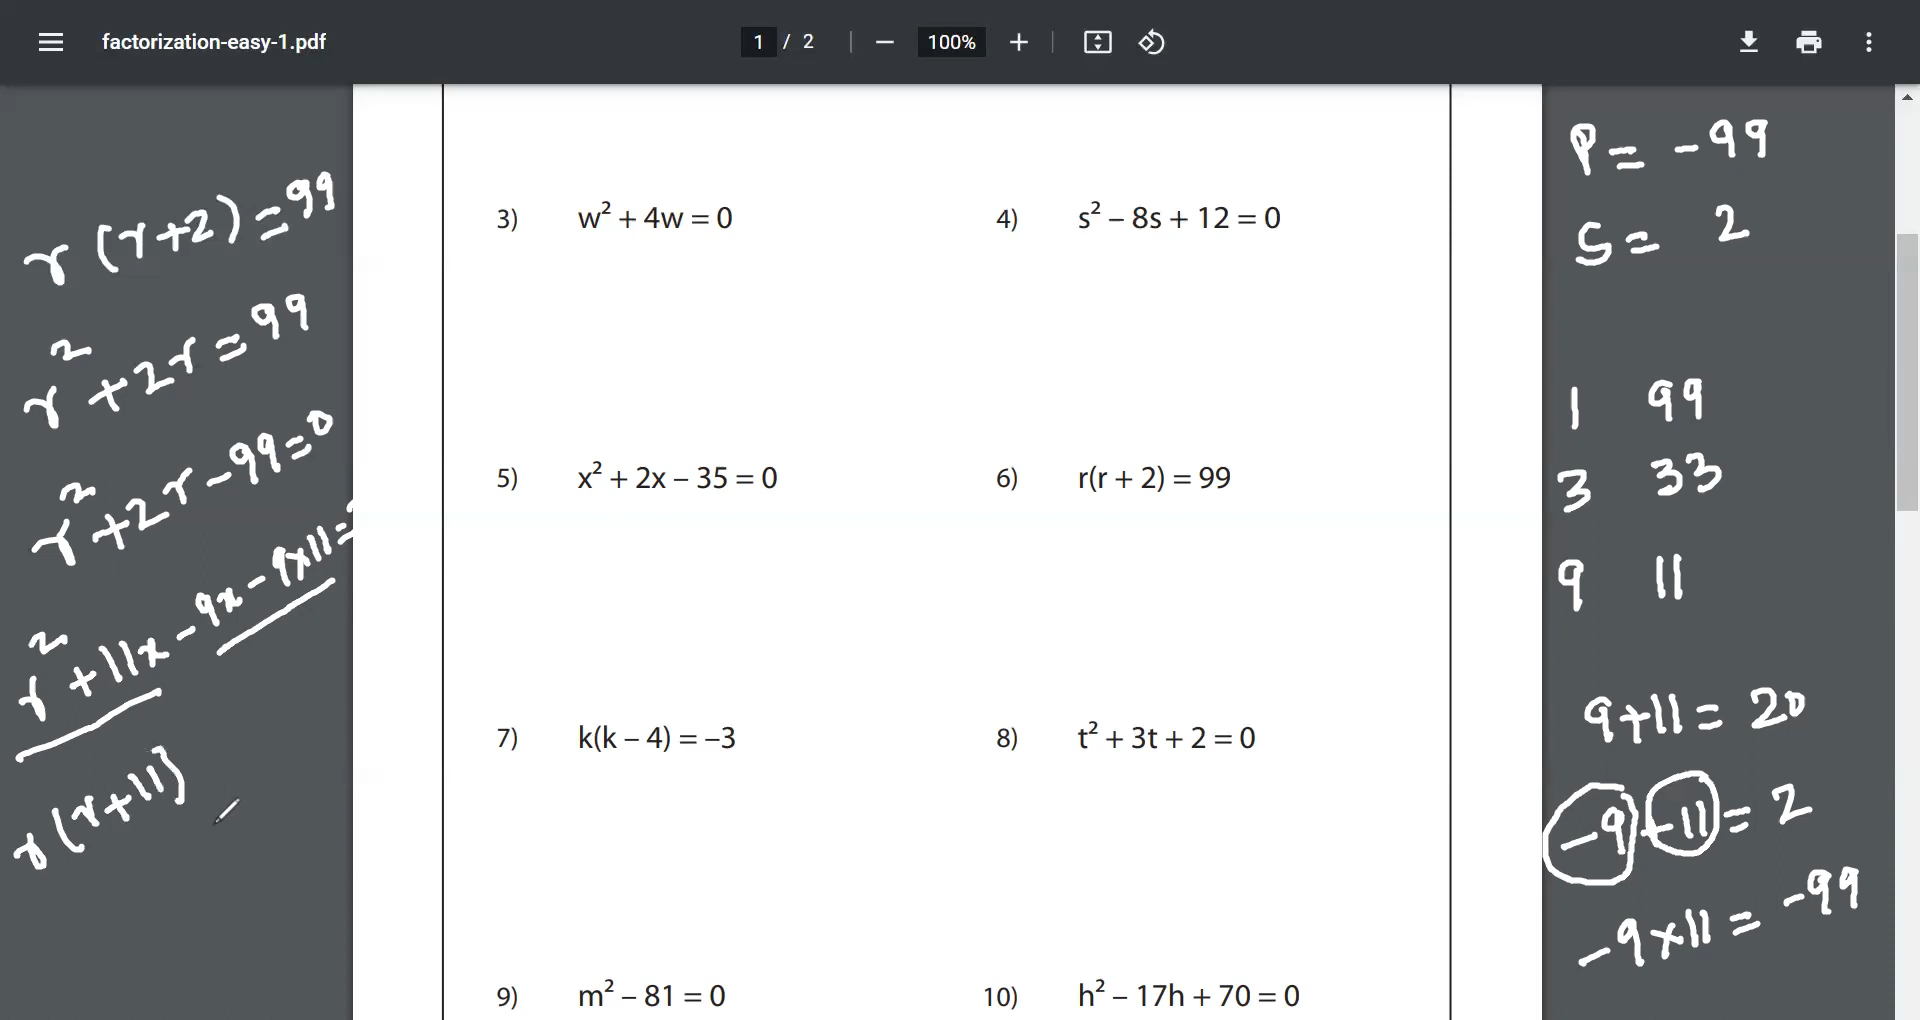 factorization-easy-1.pdf
1 / 2
100%
3) w² + 4w = 0
4) s² – 8s + 12 = 0
5) x² + 2x – 35 = 0
6) r(r + 2) = 99
7) k(k – 4) = –3
8) t² + 3t + 2 = 0
9) m² – 81 = 0
10) h² – 17h + 70 = 0
r(r+2)=99
r²+2r=99
r²+2r-99=0
r²+11x-9x-9x11=
r(r+11)
P= -99
S= 2
1 99
3 33
9 11
9+11=20
-9+11=2
-9x11=-99